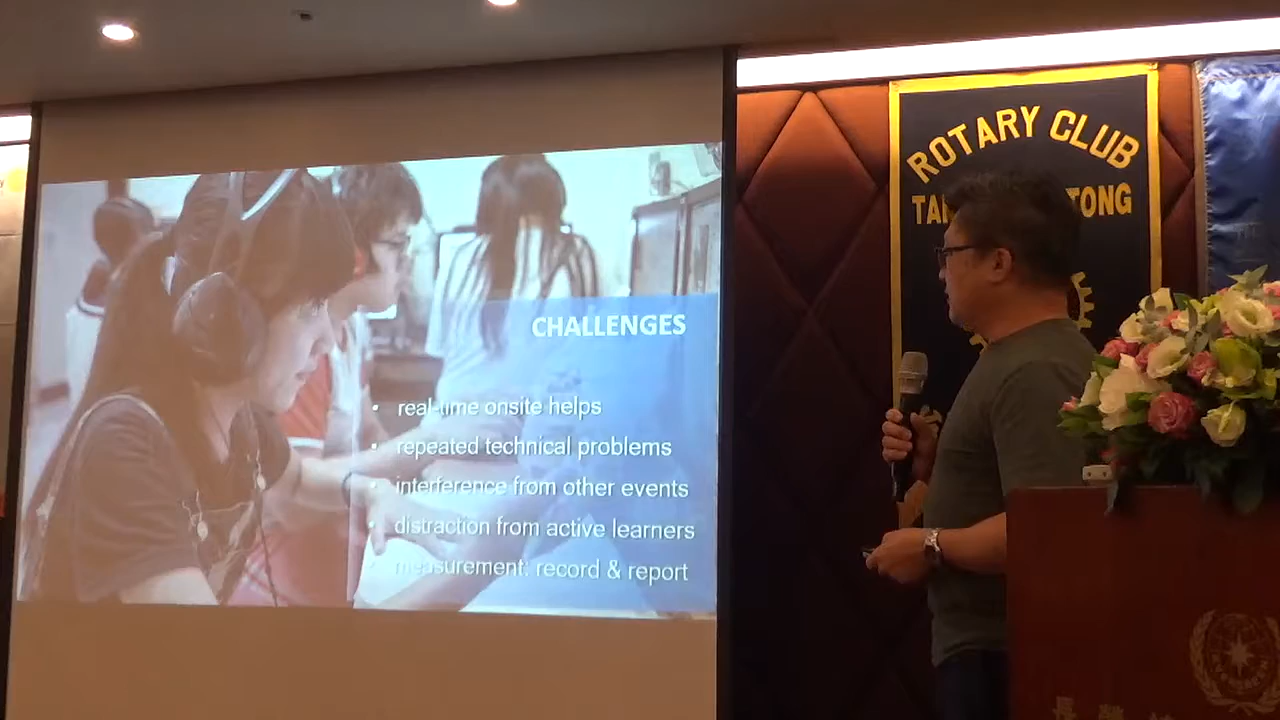 CHALLENGES
• real-time onsite helps
• repeated technical problems
• interference from other events
• distraction from active learners
• measurement: record & report
ROTARY CLUB